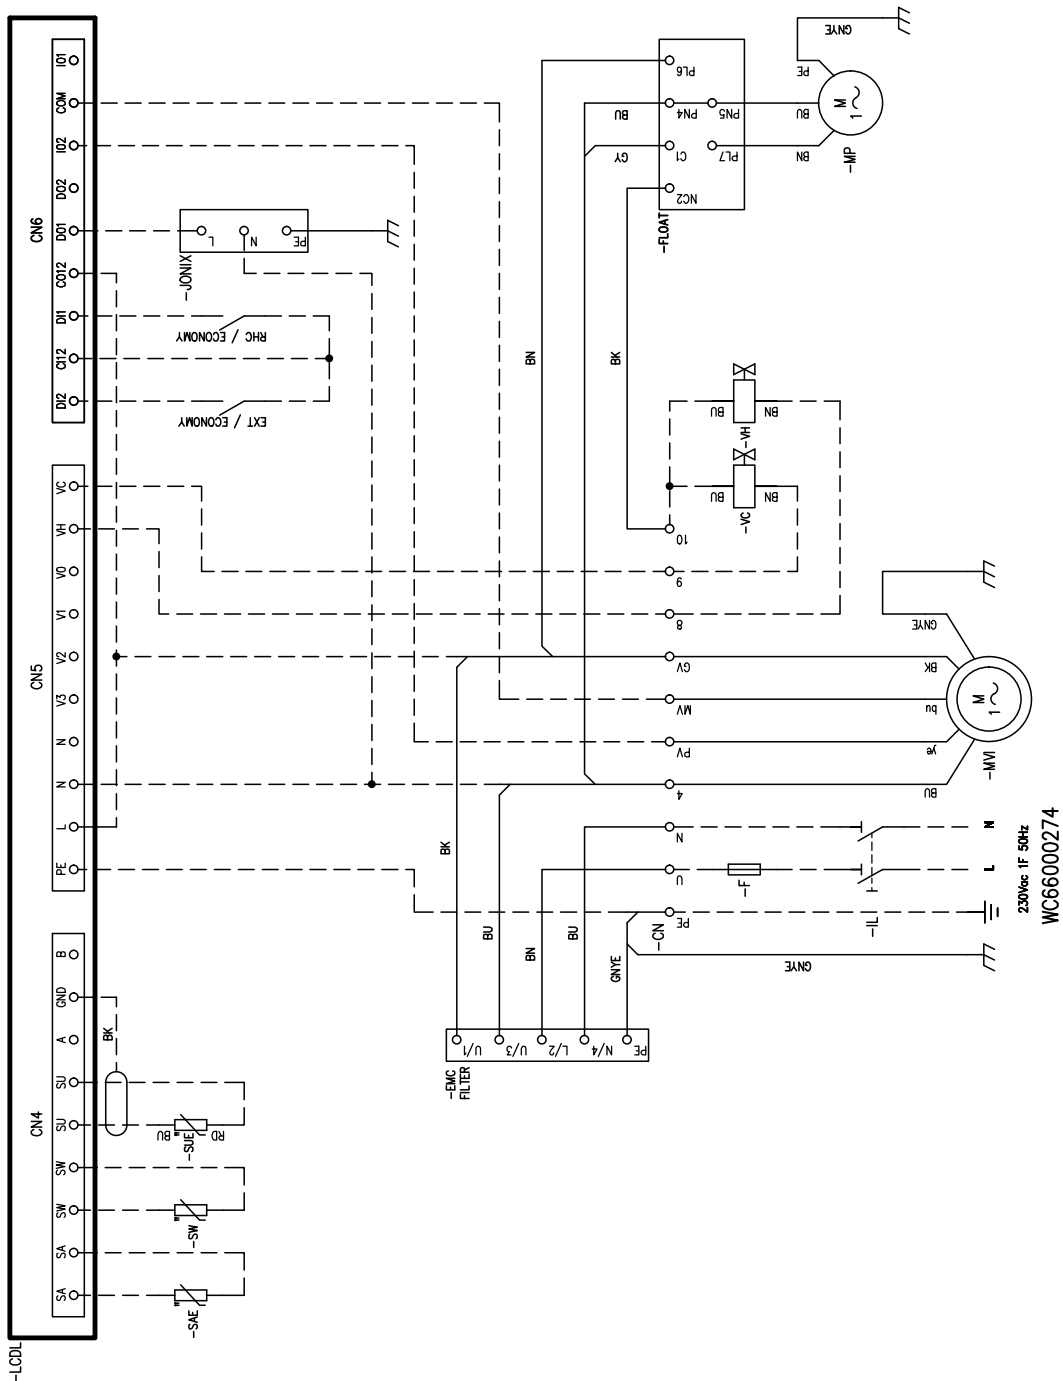 -LCDL
CN4
SA
SA
SW
SW
SU
SU
A
GND
B
CN5
PE
L
N
N
V3
V2
V1
V0
VH
VC
CN6
DI2
CI12
DI1
CO12
DO1
DO2
ID2
COM
IO1
-SAE
-SW
-SUE
BU
RD
BK
EXT / ECONOMY
RHC / ECONOMY
-JONIX
L
N
PE
-EMC
FILTER
U/1
U/3
L/2
N/4
PE
BK
BU
BN
BU
GNYE
BN
BK
BU
GY
-FLOAT
PL6
PN4
PN5
C1
PL7
NC2
GNYE
PE
BU
BN
M
1
-MP
-CN
PE
U
N
4
PV
MV
GV
8
9
10
-VC
BU
BN
-VH
BU
BN
GNYE
BK
bu
ye
BU
M
1
-MVI
-F
-IL
GNYE
L
N
230Vac 1F 50Hz
WC66000274